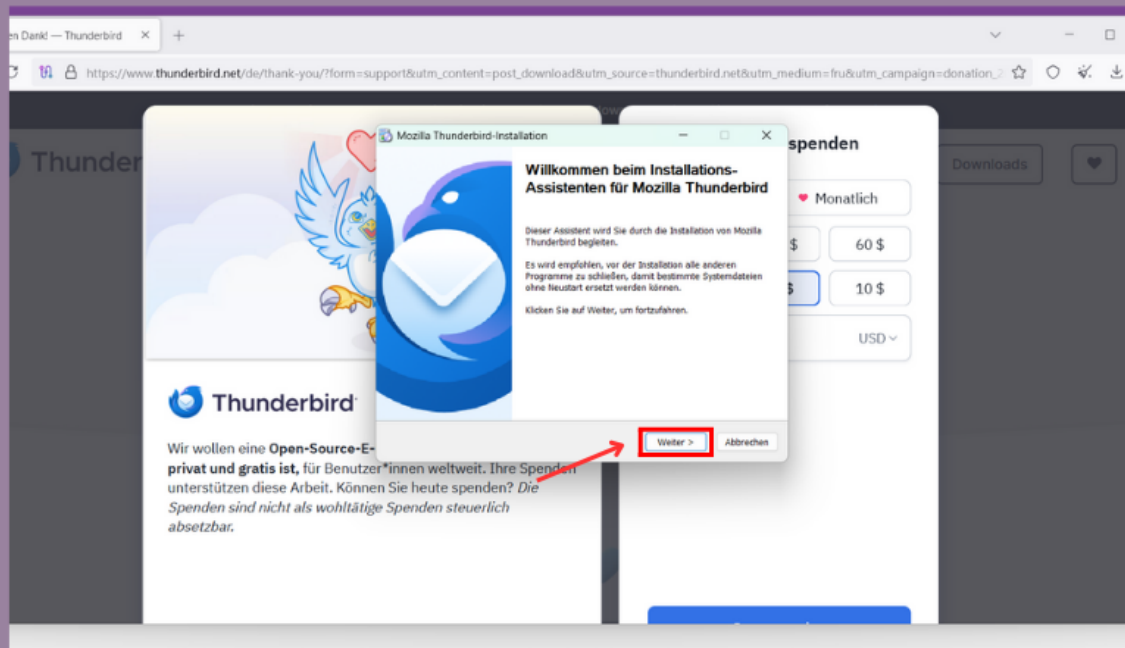 en Dank! — Thunderbird
https://www.thunderbird.net/de/thank-you/?form=support&utm_content=post_download&utm_source=thunderbird.net&utm_medium=fru&utm_campaign=donation_2
Thunder
Downloads
Mozilla Thunderbird-Installation
Willkommen beim Installations-
Assistenten für Mozilla Thunderbird
Dieser Assistent wird Sie durch die Installation von Mozilla
Thunderbird begleiten.
Es wird empfohlen, vor der Installation alle anderen
Programme zu schließen, damit bestimmte Systemdateien
ohne Neustart ersetzt werden können.
Klicken Sie auf Weiter, um fortzufahren.
Weiter >
Abbrechen
spenden
Monatlich
$
60 $
$
10 $
USD
Thunderbird
Wir wollen eine Open-Source-E-
privat und gratis ist, für Benutzer*innen weltweit. Ihre Spenden
unterstützen diese Arbeit. Können Sie heute spenden? Die
Spenden sind nicht als wohltätige Spenden steuerlich
absetzbar.